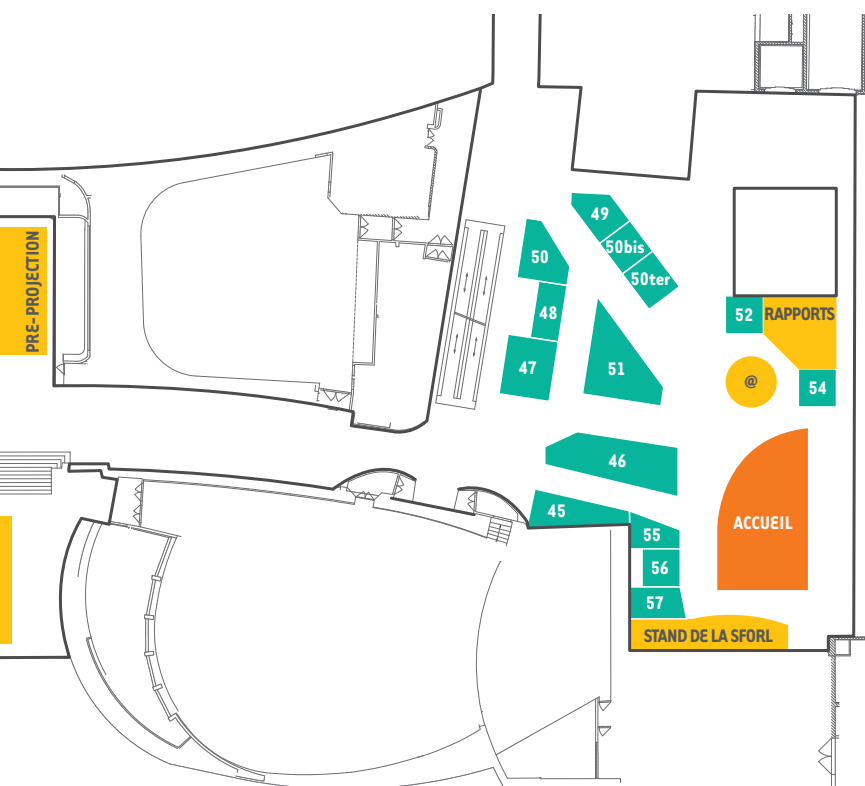 PRE-PROJECTION
49
50bis
50ter
50
48
47
51
52
RAPPORTS
@
54
46
45
55
56
57
ACCUEIL
STAND DE LA SFORL